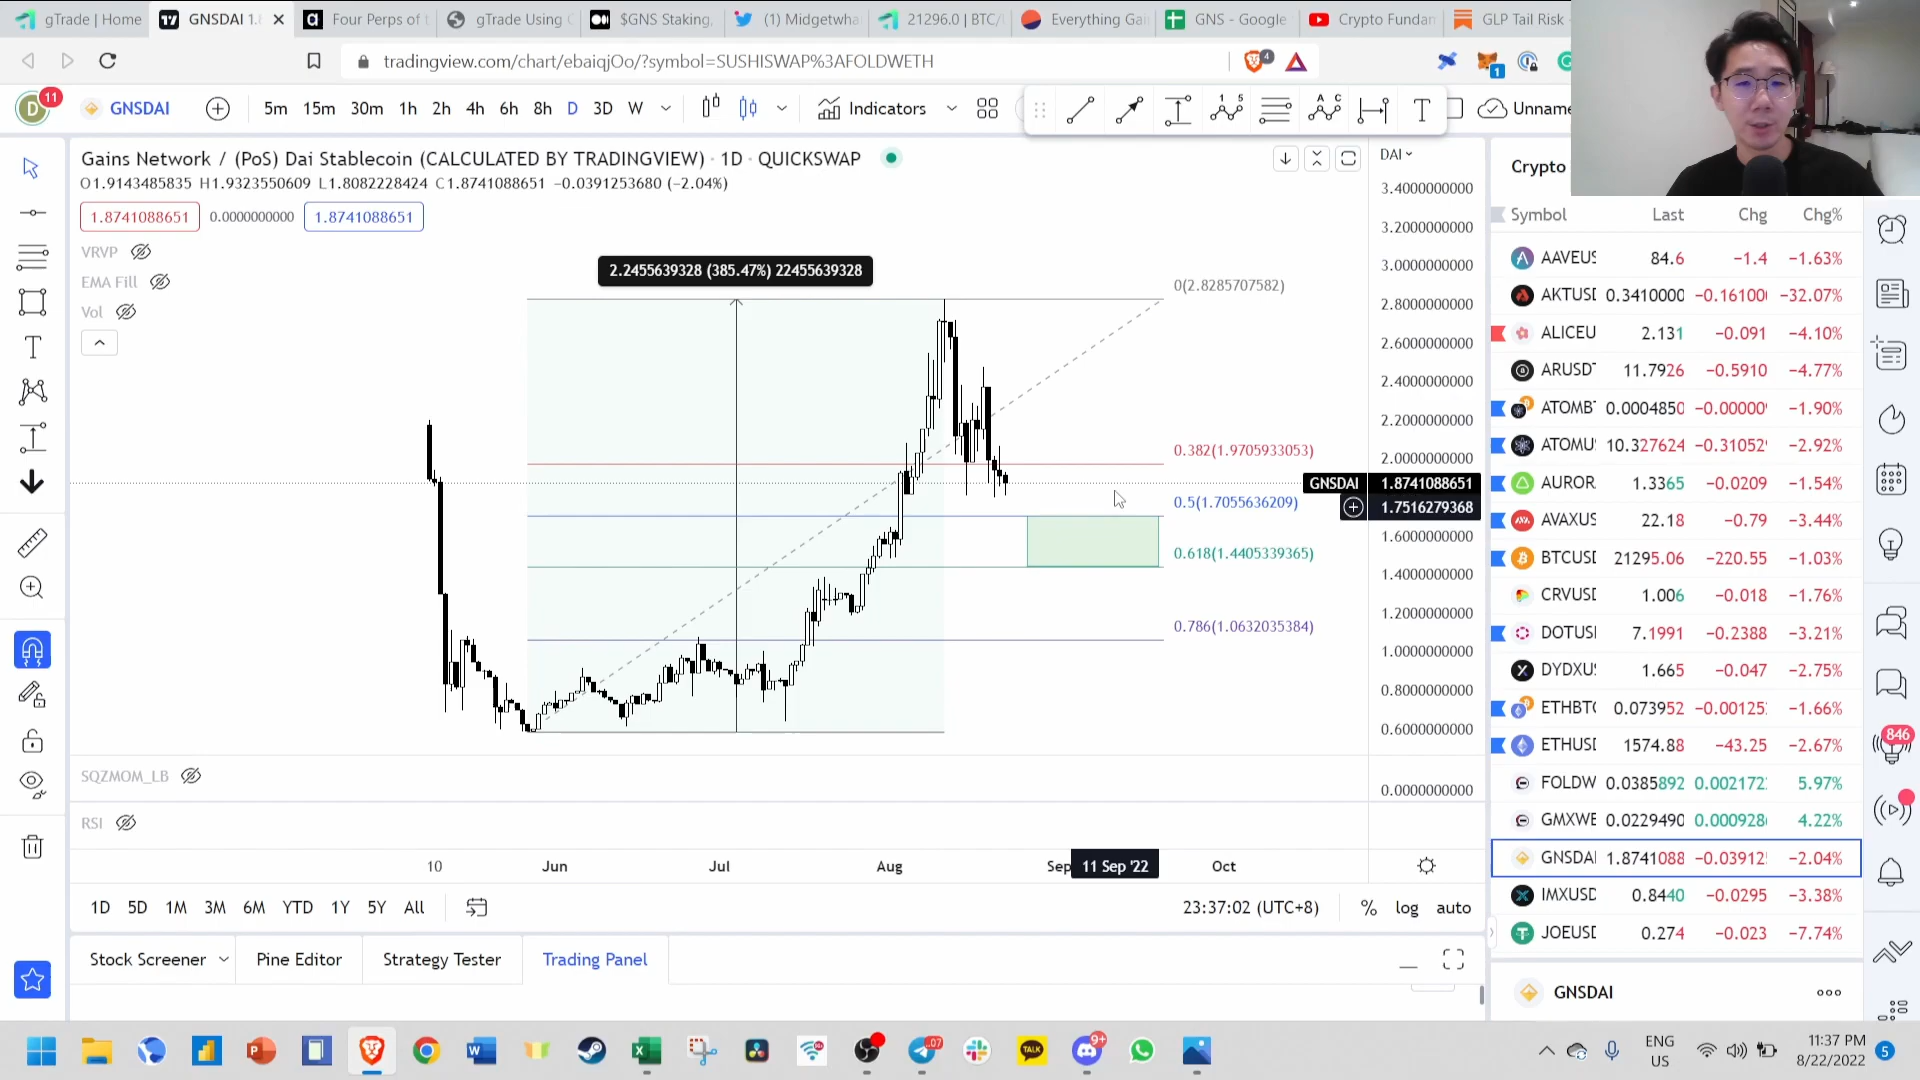 gTrade | Home
GNSDAI 1.
Four Perps of t
gTrade Using
$GNS Staking,
(1) Midgetwha
21296.0 | BTC/
Everything Gai
GNS - Google
Crypto Fundar
GLP Tail Risk
tradingview.com/chart/ebaiqjOo/?symbol=SUSHISWAP%3AFOLDWETH
4
1
D
11
GNSDAI
5m 15m 30m 1h 2h 4h 6h 8h D 3D W
Indicators
T
Unname
Gains Network / (PoS) Dai Stablecoin (CALCULATED BY TRADINGVIEW) · 1D · QUICKSWAP
O1.9143485835 H1.9323550609 L1.8082228424 C1.8741088651 −0.0391253680 (−2.04%)
1.8741088651 0.0000000000 1.8741088651
VRVP
EMA Fill
Vol
2.2455639328 (385.47%) 22455639328
0(2.8285707582)
0.382(1.9705933053)
0.5(1.7055636209)
0.618(1.4405339365)
0.786(1.0632035384)
DAI
3.4000000000
3.2000000000
3.0000000000
2.8000000000
2.6000000000
2.4000000000
2.2000000000
2.0000000000
GNSDAI 1.8741088651
1.7516279368
1.6000000000
1.4000000000
1.2000000000
1.0000000000
0.8000000000
0.6000000000
0.0000000000
SQZMOM_LB
RSI
10 Jun Jul Aug Sep 11 Sep '22 Oct
1D 5D 1M 3M 6M YTD 1Y 5Y All
23:37:02 (UTC+8) % log auto
Stock Screener
Pine Editor
Strategy Tester
Trading Panel
Crypto
Symbol Last Chg Chg%
AAVEUS 84.6 −1.4 −1.63%
AKTUSD 0.3410000 −0.16100 −32.07%
ALICEU 2.131 −0.091 −4.10%
ARUSDT 11.7926 −0.5910 −4.77%
ATOMB 0.0004850 −0.00000 −1.90%
ATOMU 10.327624 −0.31052 −2.92%
AUROR 1.3365 −0.0209 −1.54%
AVAXUS 22.18 −0.79 −3.44%
BTCUSD 21295.06 −220.55 −1.03%
CRVUSD 1.006 −0.018 −1.76%
DOTUS 7.1991 −0.2388 −3.21%
DYDXU 1.665 −0.047 −2.75%
ETHBT 0.073952 −0.00125 −1.66%
ETHUSD 1574.88 −43.25 −2.67%
FOLDW 0.0385892 0.002172 5.97%
GMXWE 0.0229490 0.000928 4.22%
GNSDAI 1.8741088 −0.03912 −2.04%
IMXUSD 0.8440 −0.0295 −3.38%
JOEUSD 0.274 −0.023 −7.74%
GNSDAI
846
ENG
US
11:37 PM
8/22/2022
5